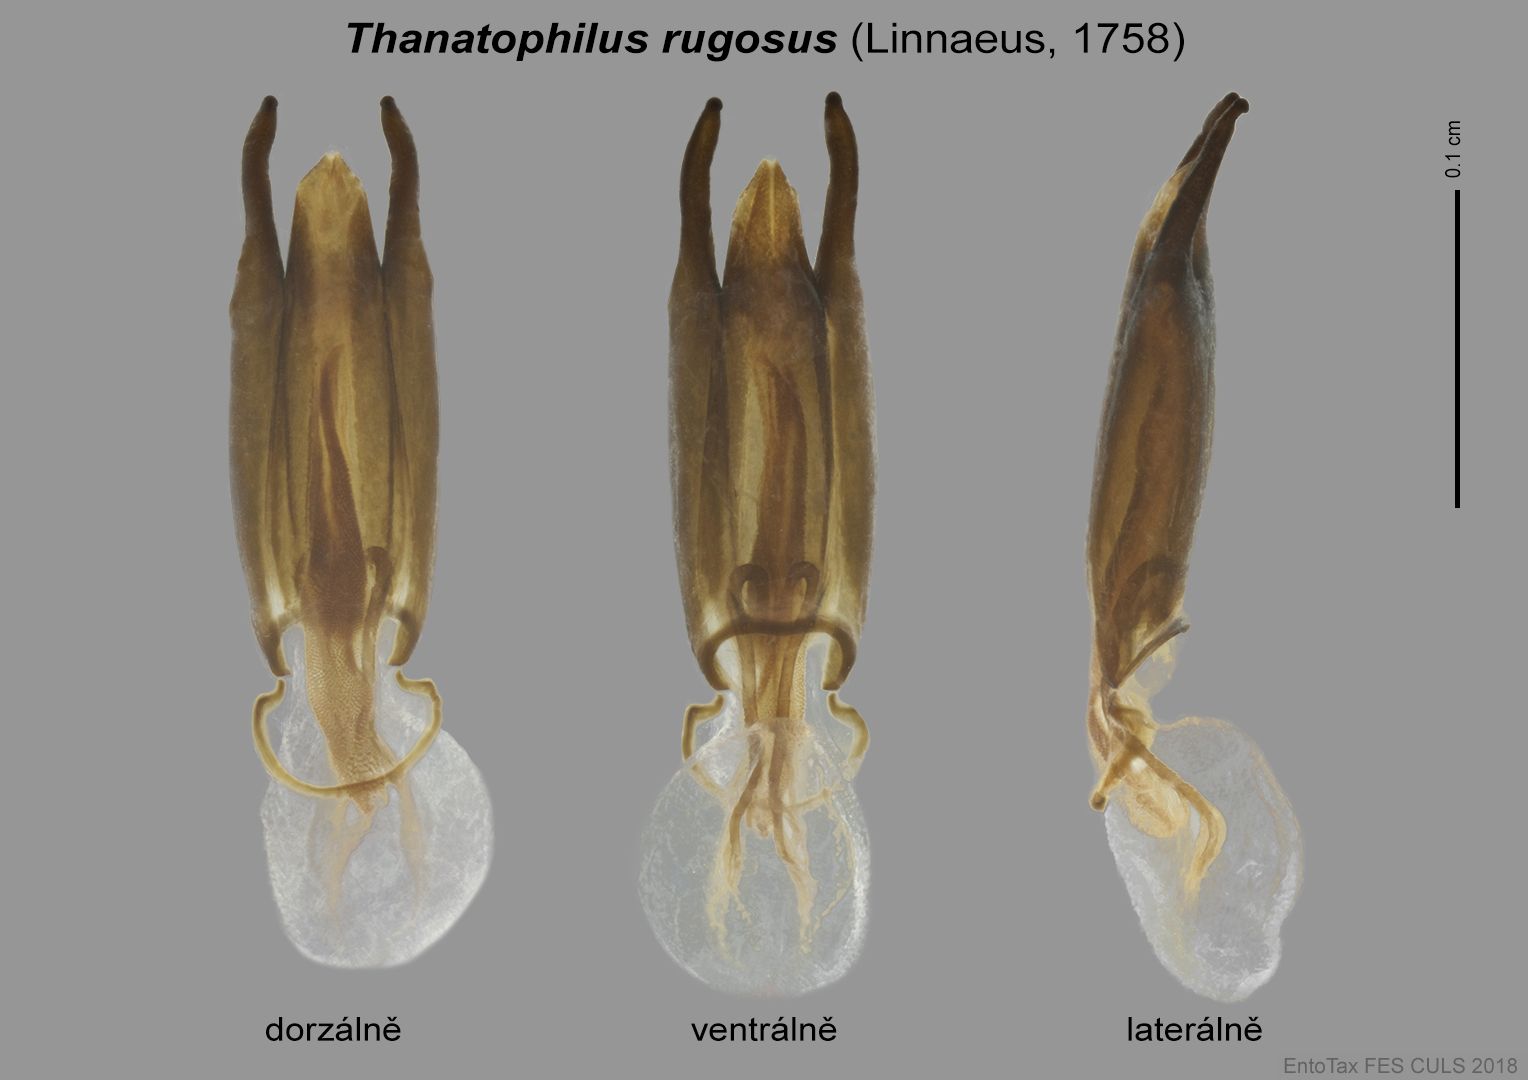 Thanatophilus rugosus (Linnaeus, 1758)
0.1 cm
dorzálně
ventrálně
laterálně
EntoTax FES CULS 2018